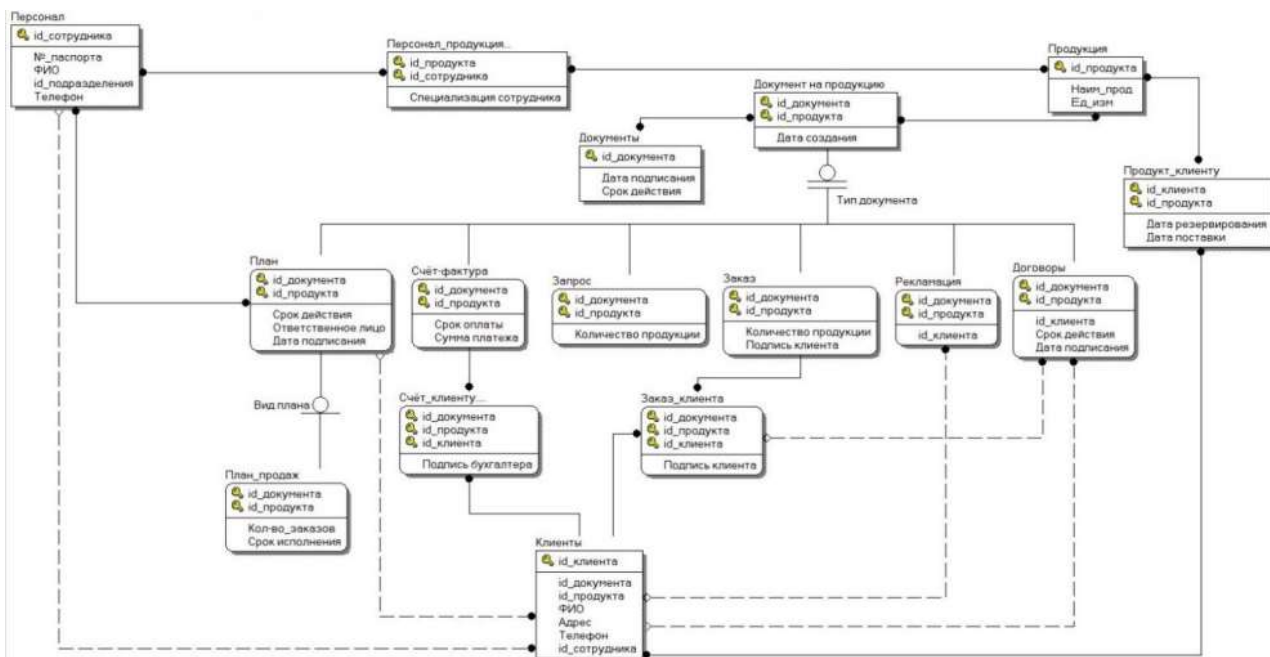 Персонал
id_сотрудника
№_паспорта
ФИО
id_подразделения
Телефон
Персонал_продукция...
id_продукта
id_сотрудника
Специализация сотрудника
Продукция
id_продукта
Наим_прод
Ед_изм
Документ на продукцию
id_документа
id_продукта
Дата создания
Документы
id_документа
Дата подписания
Срок действия
Тип документа
Продукт_клиенту
id_клиента
id_продукта
Дата резервирования
Дата поставки
План
id_документа
id_продукта
Срок действия
Ответственное лицо
Дата подписания
Счёт-фактура
id_документа
id_продукта
Срок оплаты
Сумма платежа
Запрос
id_документа
id_продукта
Количество продукции
Заказ
id_документа
id_продукта
Количество продукции
Подпись клиента
Рекламация
id_документа
id_продукта
id_клиента
Договоры
id_документа
id_продукта
id_клиента
Срок действия
Дата подписания
Вид плана
Счёт_клиенту...
id_документа
id_продукта
id_клиента
Подпись бухгалтера
Заказ_клиента
id_документа
id_продукта
id_клиента
Подпись клиента
План_продаж
id_документа
id_продукта
Кол-во_заказов
Срок исполнения
Клиенты
id_клиента
id_документа
id_продукта
ФИО
Адрес
Телефон
id_сотрудника